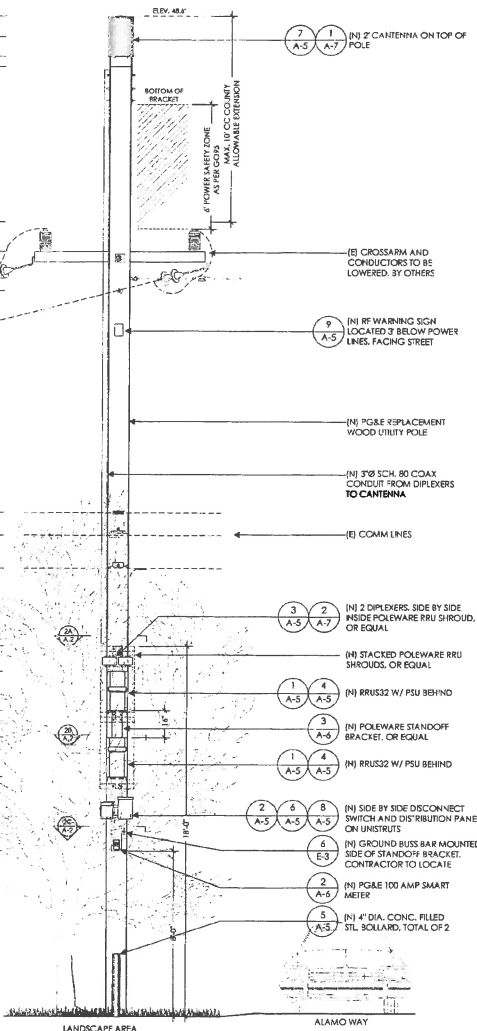 ELEV. 48.6'
7
A-5
1
A-7
(N) 2' CANTENNA ON TOP OF
POLE
BOTTOM OF
BRACKET
6' POWER SAFETY ZONE
AS PER GO95
MAX. 10' CC COUNTY
ALLOWABLE EXTENSION
(E) CROSSARM AND
CONDUCTORS TO BE
LOWERED, BY OTHERS
9
A-5
(N) RF WARNING SIGN
LOCATED 3' BELOW POWER
LINES, FACING STREET
(N) PG&E REPLACEMENT
WOOD UTILITY POLE
(N) 3"Ø SCH. 80 COAX
CONDUIT FROM DIPLEXERS
TO CANTENNA
(E) COMM LINES
3
A-5
2
A-7
(N) 2 DIPLEXERS, SIDE BY SIDE
INSIDE POLEWARE RRU SHROUD,
OR EQUAL
2A
A-2
(N) STACKED POLEWARE RRU
SHROUDS, OR EQUAL
1
A-5
4
A-5
(N) RRUS32 W/ PSU BEHIND
16"
3
A-6
(N) POLEWARE STANDOFF
BRACKET, OR EQUAL
2B
A-2
1
A-5
4
A-5
(N) RRUS32 W/ PSU BEHIND
2
A-5
6
A-5
8
A-5
(N) SIDE BY SIDE DISCONNECT
SWITCH AND DISTRIBUTION PANE
ON UNISTRUTS
18'-0"
2C
A-2
6
E-3
(N) GROUND BUSS BAR MOUNTED
SIDE OF STANDOFF BRACKET.
CONTRACTOR TO LOCATE
2
A-6
(N) PG&E 100 AMP SMART
METER
8'-0"
5
A-5
(N) 4" DIA. CONC. FILLED
STL. BOLLARD, TOTAL OF 2
LANDSCAPE AREA
ALAMO WAY